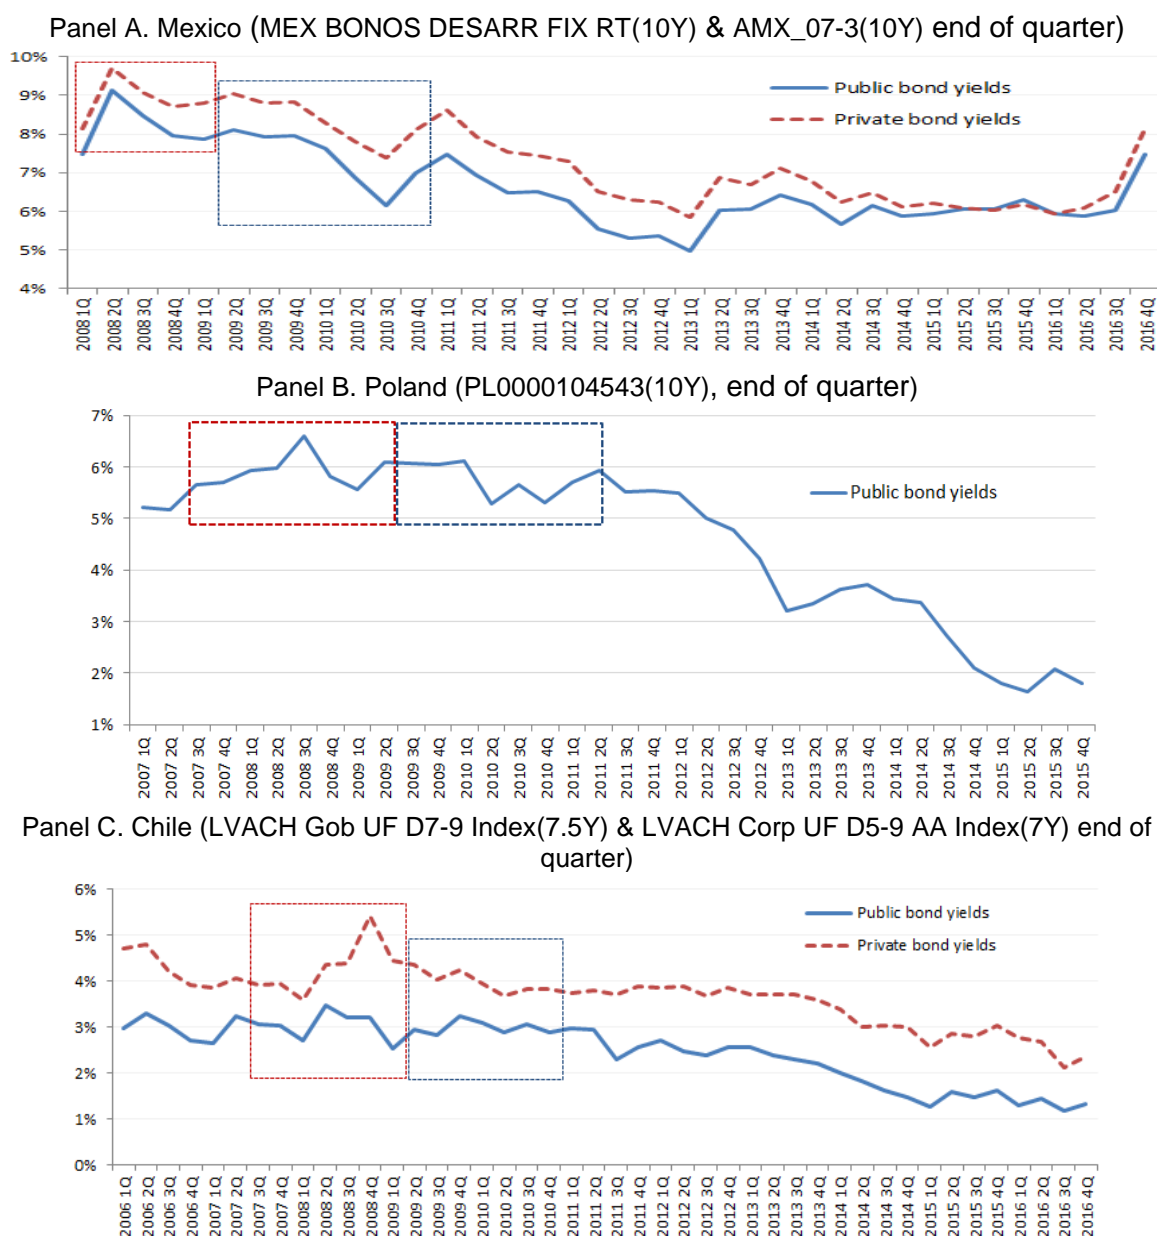 Panel A. Mexico (MEX BONOS DESARR FIX RT(10Y) & AMX_07-3(10Y) end of quarter)
10%
9%
8%
7%
6%
5%
4%
Public bond yields
Private bond yields
2008 1Q
2008 2Q
2008 3Q
2008 4Q
2009 1Q
2009 2Q
2009 3Q
2009 4Q
2010 1Q
2010 2Q
2010 3Q
2010 4Q
2011 1Q
2011 2Q
2011 3Q
2011 4Q
2012 1Q
2012 2Q
2012 3Q
2012 4Q
2013 1Q
2013 2Q
2013 3Q
2013 4Q
2014 1Q
2014 2Q
2014 3Q
2014 4Q
2015 1Q
2015 2Q
2015 3Q
2015 4Q
2016 1Q
2016 2Q
2016 3Q
2016 4Q
Panel B. Poland (PL0000104543(10Y), end of quarter)
7%
6%
5%
4%
3%
2%
1%
Public bond yields
2007 1Q
2007 2Q
2007 3Q
2007 4Q
2008 1Q
2008 2Q
2008 3Q
2008 4Q
2009 1Q
2009 2Q
2009 3Q
2009 4Q
2010 1Q
2010 2Q
2010 3Q
2010 4Q
2011 1Q
2011 2Q
2011 3Q
2011 4Q
2012 1Q
2012 2Q
2012 3Q
2012 4Q
2013 1Q
2013 2Q
2013 3Q
2013 4Q
2014 1Q
2014 2Q
2014 3Q
2014 4Q
2015 1Q
2015 2Q
2015 3Q
2015 4Q
Panel C. Chile (LVACH Gob UF D7-9 Index(7.5Y) & LVACH Corp UF D5-9 AA Index(7Y) end of
quarter)
6%
5%
4%
3%
2%
1%
0%
Public bond yields
Private bond yields
2006 1Q
2006 2Q
2006 3Q
2006 4Q
2007 1Q
2007 2Q
2007 3Q
2007 4Q
2008 1Q
2008 2Q
2008 3Q
2008 4Q
2009 1Q
2009 2Q
2009 3Q
2009 4Q
2010 1Q
2010 2Q
2010 3Q
2010 4Q
2011 1Q
2011 2Q
2011 3Q
2011 4Q
2012 1Q
2012 2Q
2012 3Q
2012 4Q
2013 1Q
2013 2Q
2013 3Q
2013 4Q
2014 1Q
2014 2Q
2014 3Q
2014 4Q
2015 1Q
2015 2Q
2015 3Q
2015 4Q
2016 1Q
2016 2Q
2016 3Q
2016 4Q